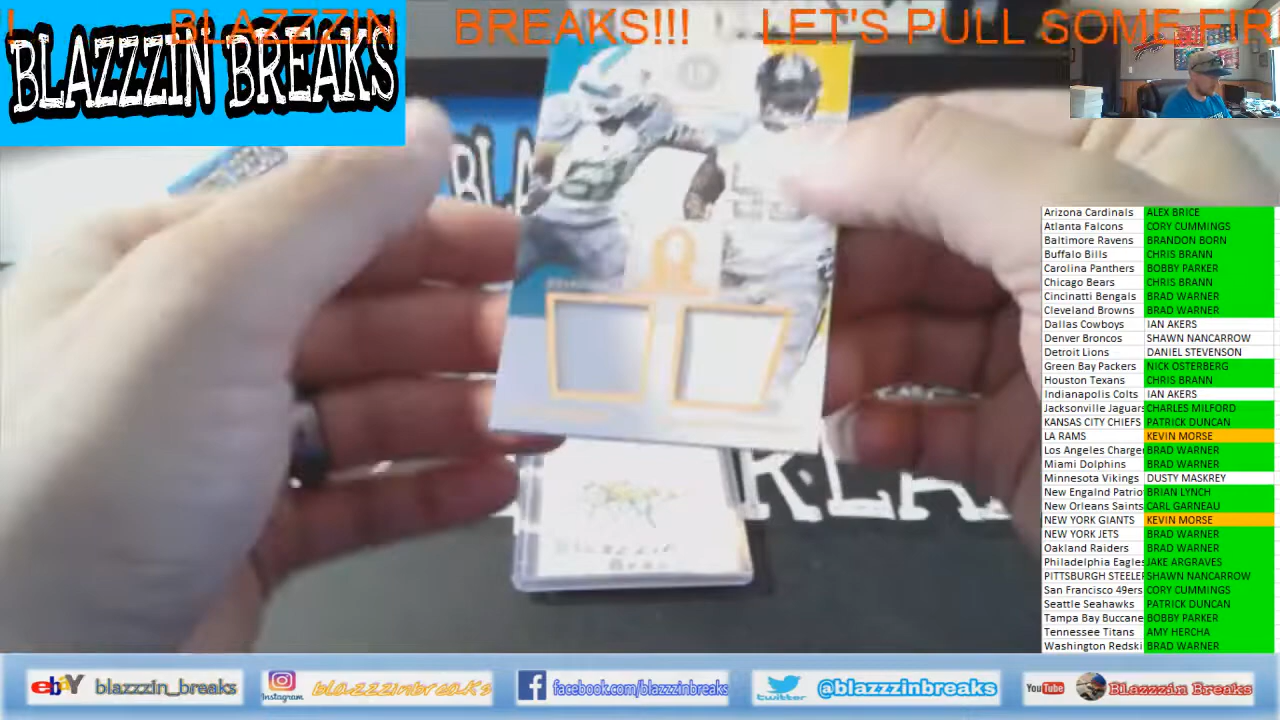 BLAZZZIN BREAKS!!! LET'S PULL SOME FIR
BLAZZZIN BREAKS
BLA
Arizona Cardinals ALEX BRICE
Atlanta Falcons CORY CUMMINGS
Baltimore Ravens BRANDON BORN
Buffalo Bills CHRIS BRANN
Carolina Panthers BOBBY PARKER
Chicago Bears CHRIS BRANN
Cincinatti Bengals BRAD WARNER
Cleveland Browns BRAD WARNER
Dallas Cowboys IAN AKERS
Denver Broncos SHAWN NANCARROW
Detroit Lions DANIEL STEVENSON
Green Bay Packers NICK OSTERBERG
Houston Texans CHRIS BRANN
Indianapolis Colts IAN AKERS
Jacksonville Jaguars CHARLES MILFORD
KANSAS CITY CHIEFS PATRICK DUNCAN
LA RAMS KEVIN MORSE
Los Angeles Charge BRAD WARNER
Miami Dolphins BRAD WARNER
Minnesota Vikings DUSTY MASKREY
New Engalnd Patrio BRIAN LYNCH
New Orleans Saints CARL GARNEAU
NEW YORK GIANTS KEVIN MORSE
NEW YORK JETS BRAD WARNER
Oakland Raiders BRAD WARNER
Philadelphia Eagles JAKE ARGRAVES
PITTSBURGH STEELE SHAWN NANCARROW
San Francisco 49ers CORY CUMMINGS
Seattle Seahawks PATRICK DUNCAN
Tampa Bay Buccane BOBBY PARKER
Tennessee Titans AMY HERCHA
Washington Redski BRAD WARNER
ebay blazzzin_breaks
Instagram blazzzinbreaks
facebook.com/blazzzinbreaks
twitter @blazzzinbreaks
YouTube Blazzzin Breaks